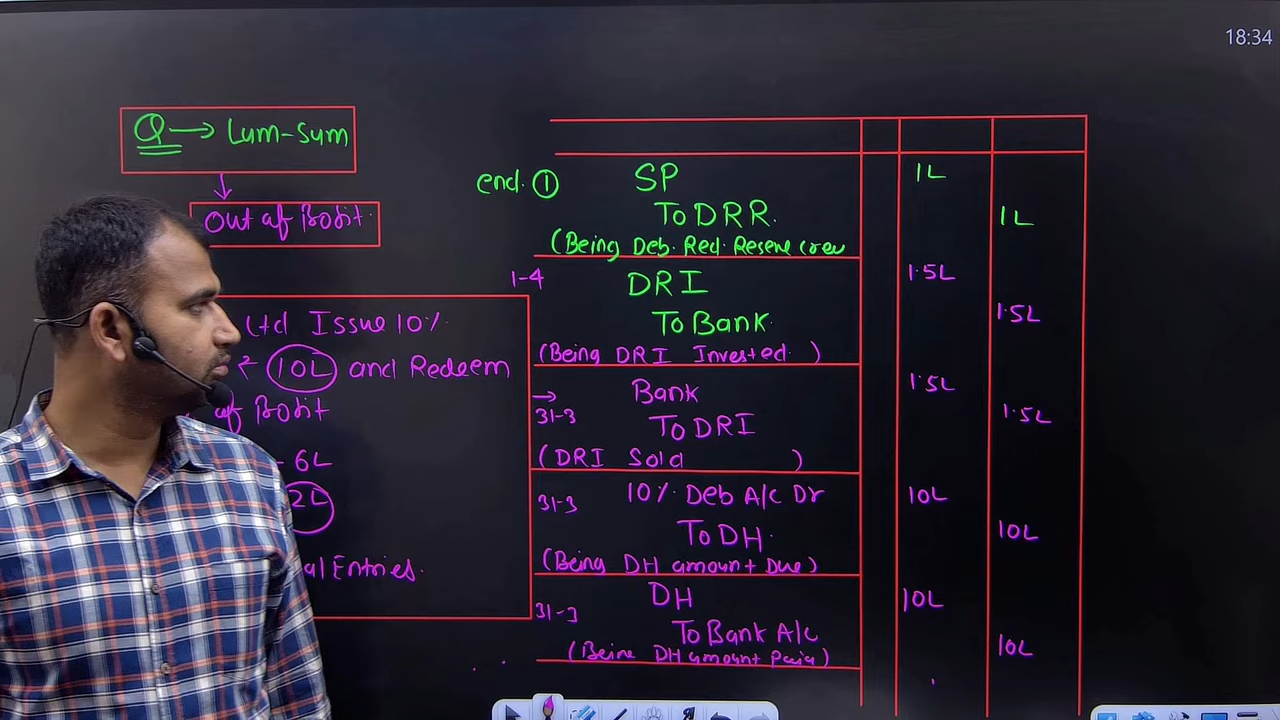 18:34
Q → Lum-Sum
Out of Profit.
Ltd Issue 10%
₹ 10L and Redeem
of Profit
6L
2L
al Entries.
end. ① SP 1L
To DRR. 1L
(Being Deb. Red. Reserve crea
1-4 DRI 1.5L
To Bank. 1.5L
(Being DRI Invested. )
→
31-3 Bank 1.5L
To DRI 1.5L
(DRI Sold )
31-3 10% Deb A/c Dr 10L
To DH. 10L
(Being DH amount Due)
31-3 DH 10L
To Bank A/c 10L
(Being DH amount Paid)